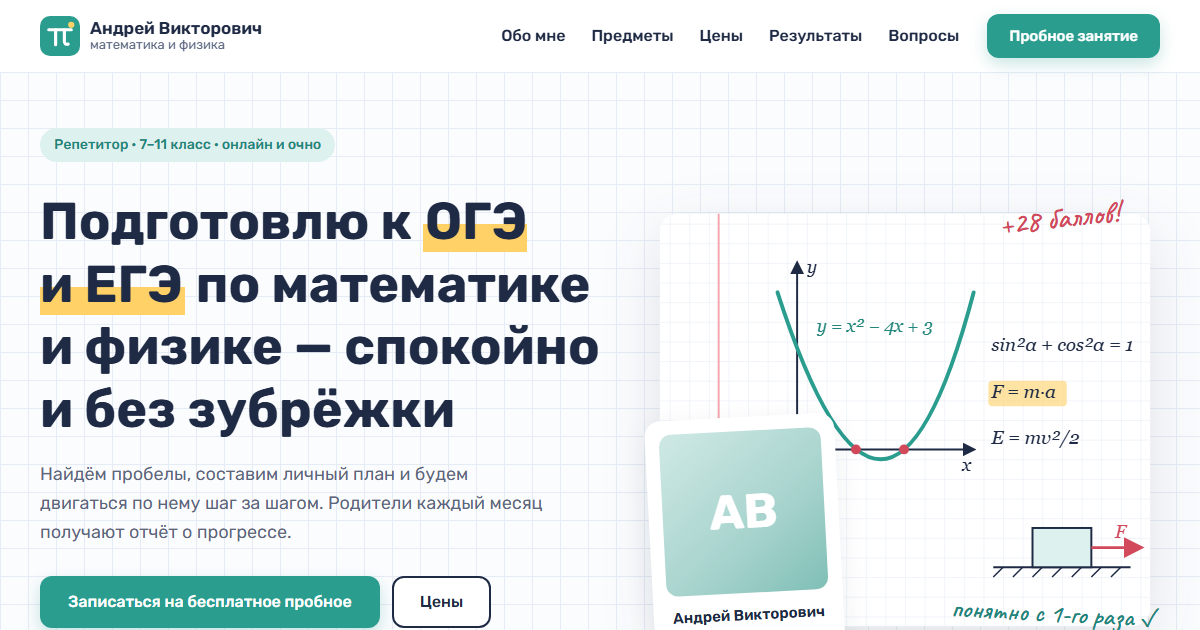 π
Андрей Викторович
математика и физика
Обо мне
Предметы
Цены
Результаты
Вопросы
Пробное занятие
Репетитор • 7–11 класс • онлайн и очно
Подготовлю к ОГЭ
и ЕГЭ по математике
и физике — спокойно
и без зубрёжки
Найдём пробелы, составим личный план и будем
двигаться по нему шаг за шагом. Родители каждый месяц
получают отчёт о прогрессе.
Записаться на бесплатное пробное
Цены
+28 баллов!
y
y = x² − 4x + 3
sin²α + cos²α = 1
F = m·a
E = mv²/2
x
АВ
F
Андрей Викторович
понятно с 1-го раза ✓